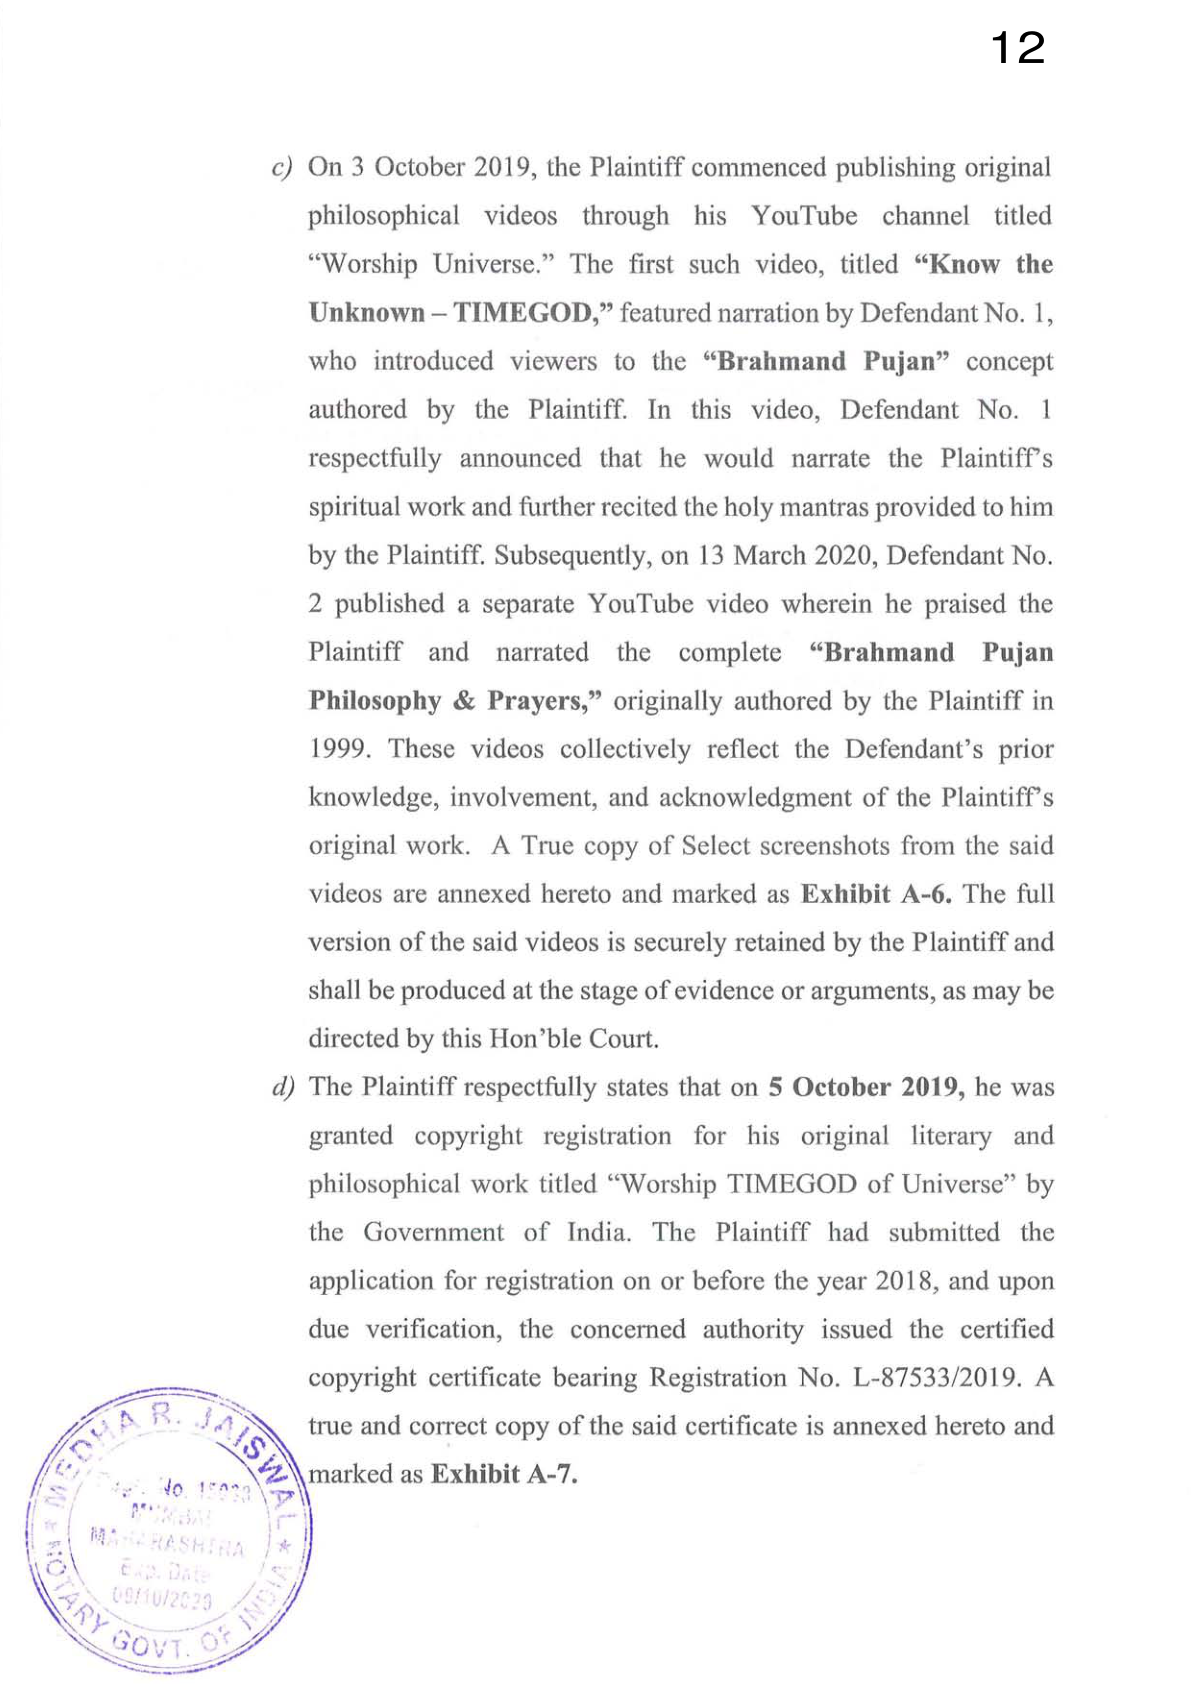 12
c) On 3 October 2019, the Plaintiff commenced publishing original
philosophical videos through his YouTube channel titled
“Worship Universe.” The first such video, titled “Know the
Unknown – TIMEGOD,” featured narration by Defendant No. 1,
who introduced viewers to the “Brahmand Pujan” concept
authored by the Plaintiff. In this video, Defendant No. 1
respectfully announced that he would narrate the Plaintiff's
spiritual work and further recited the holy mantras provided to him
by the Plaintiff. Subsequently, on 13 March 2020, Defendant No.
2 published a separate YouTube video wherein he praised the
Plaintiff and narrated the complete “Brahmand Pujan
Philosophy & Prayers,” originally authored by the Plaintiff in
1999. These videos collectively reflect the Defendant’s prior
knowledge, involvement, and acknowledgment of the Plaintiff's
original work. A True copy of Select screenshots from the said
videos are annexed hereto and marked as Exhibit A-6. The full
version of the said videos is securely retained by the Plaintiff and
shall be produced at the stage of evidence or arguments, as may be
directed by this Hon’ble Court.
d) The Plaintiff respectfully states that on 5 October 2019, he was
granted copyright registration for his original literary and
philosophical work titled “Worship TIMEGOD of Universe” by
the Government of India. The Plaintiff had submitted the
application for registration on or before the year 2018, and upon
due verification, the concerned authority issued the certified
copyright certificate bearing Registration No. L-87533/2019. A
true and correct copy of the said certificate is annexed hereto and
marked as Exhibit A-7.
MEDHA R. JAISWAL
No.
MUMBAI
MAHARASHTRA
Exp. Date
NOTARY GOVT. OF INDIA